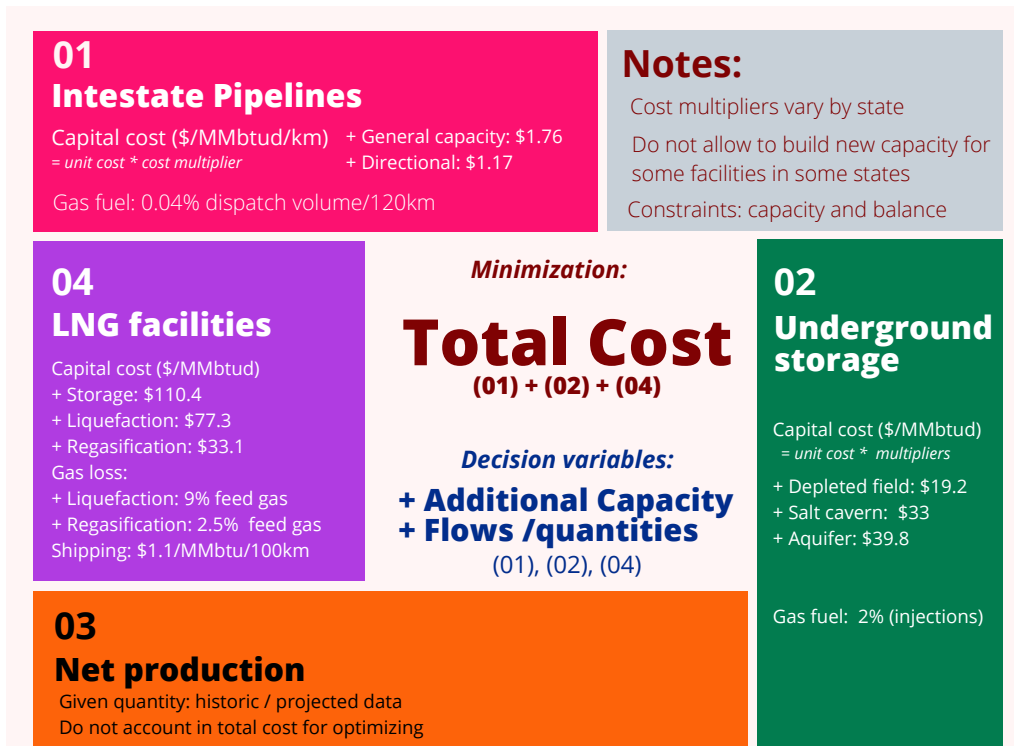 01
Intestate Pipelines
Capital cost ($/MMbtud/km)
= unit cost * cost multiplier
+ General capacity: $1.76
+ Directional: $1.17
Gas fuel: 0.04% dispatch volume/120km
Notes:
Cost multipliers vary by state
Do not allow to build new capacity for
some facilities in some states
Constraints: capacity and balance
04
LNG facilities
Capital cost ($/MMbtud)
+ Storage: $110.4
+ Liquefaction: $77.3
+ Regasification: $33.1
Gas loss:
+ Liquefaction: 9% feed gas
+ Regasification: 2.5% feed gas
Shipping: $1.1/MMbtu/100km
Minimization:
Total Cost
(01) + (02) + (04)
Decision variables:
+ Additional Capacity
+ Flows /quantities
(01), (02), (04)
02
Underground
storage
Capital cost ($/MMbtud)
= unit cost * multipliers
+ Depleted field: $19.2
+ Salt cavern: $33
+ Aquifer: $39.8
Gas fuel: 2% (injections)
03
Net production
Given quantity: historic / projected data
Do not account in total cost for optimizing